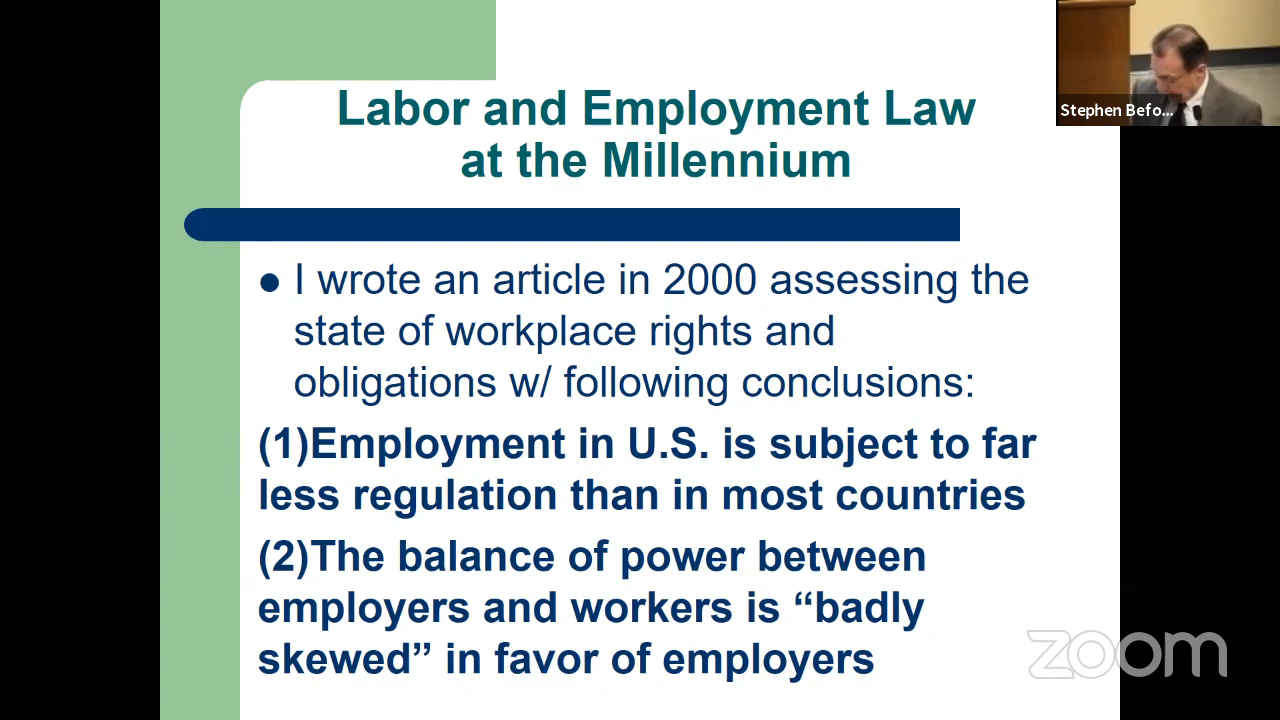 Stephen Befo...
Labor and Employment Law
at the Millennium
● I wrote an article in 2000 assessing the
state of workplace rights and
obligations w/ following conclusions:
(1)Employment in U.S. is subject to far
less regulation than in most countries
(2)The balance of power between
employers and workers is “badly
skewed” in favor of employers
zoom